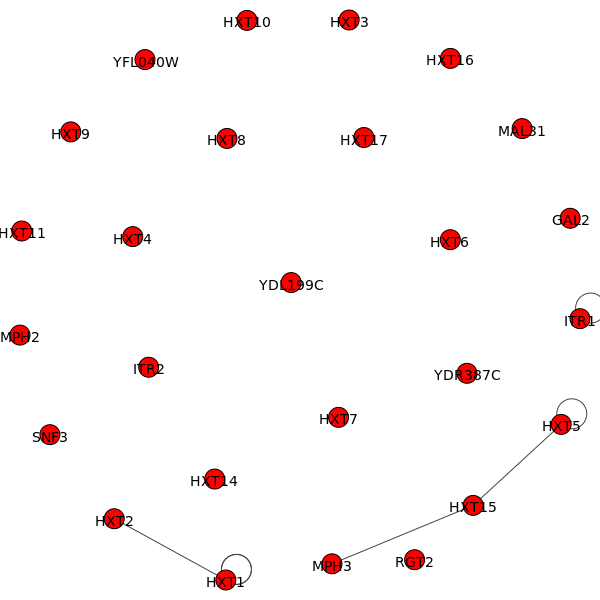 HXT10
HXT3
YFL040W
HXT16
HXT9
HXT8
HXT17
MAL31
HXT11
HXT4
HXT6
GAL2
YDL199C
ITR1
MPH2
ITR2
YDR387C
SNF3
HXT7
HXT5
HXT14
HXT2
HXT15
HXT1
MPH3
RGT2